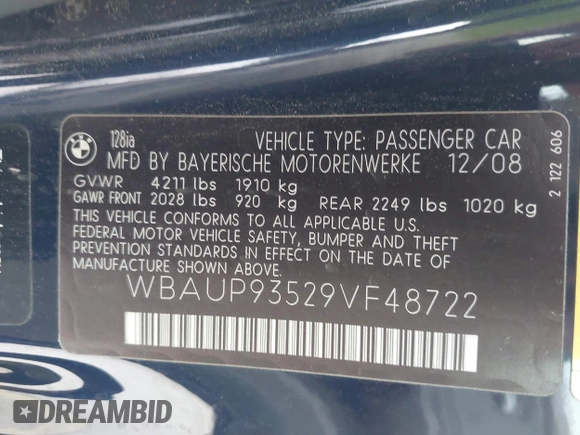 BMW
128ia
VEHICLE TYPE: PASSENGER CAR
MFD BY BAYERISCHE MOTORENWERKE 12/08
GVWR 4211 lbs 1910 kg
GAWR FRONT 2028 lbs 920 kg REAR 2249 lbs 1020 kg
THIS VEHICLE CONFORMS TO ALL APPLICABLE U.S.
FEDERAL MOTOR VEHICLE SAFETY, BUMPER AND THEFT
PREVENTION STANDARDS IN EFFECT ON THE DATE OF
MANUFACTURE SHOWN ABOVE.
WBAUP93529VF48722
2 122 606
DREAMBID